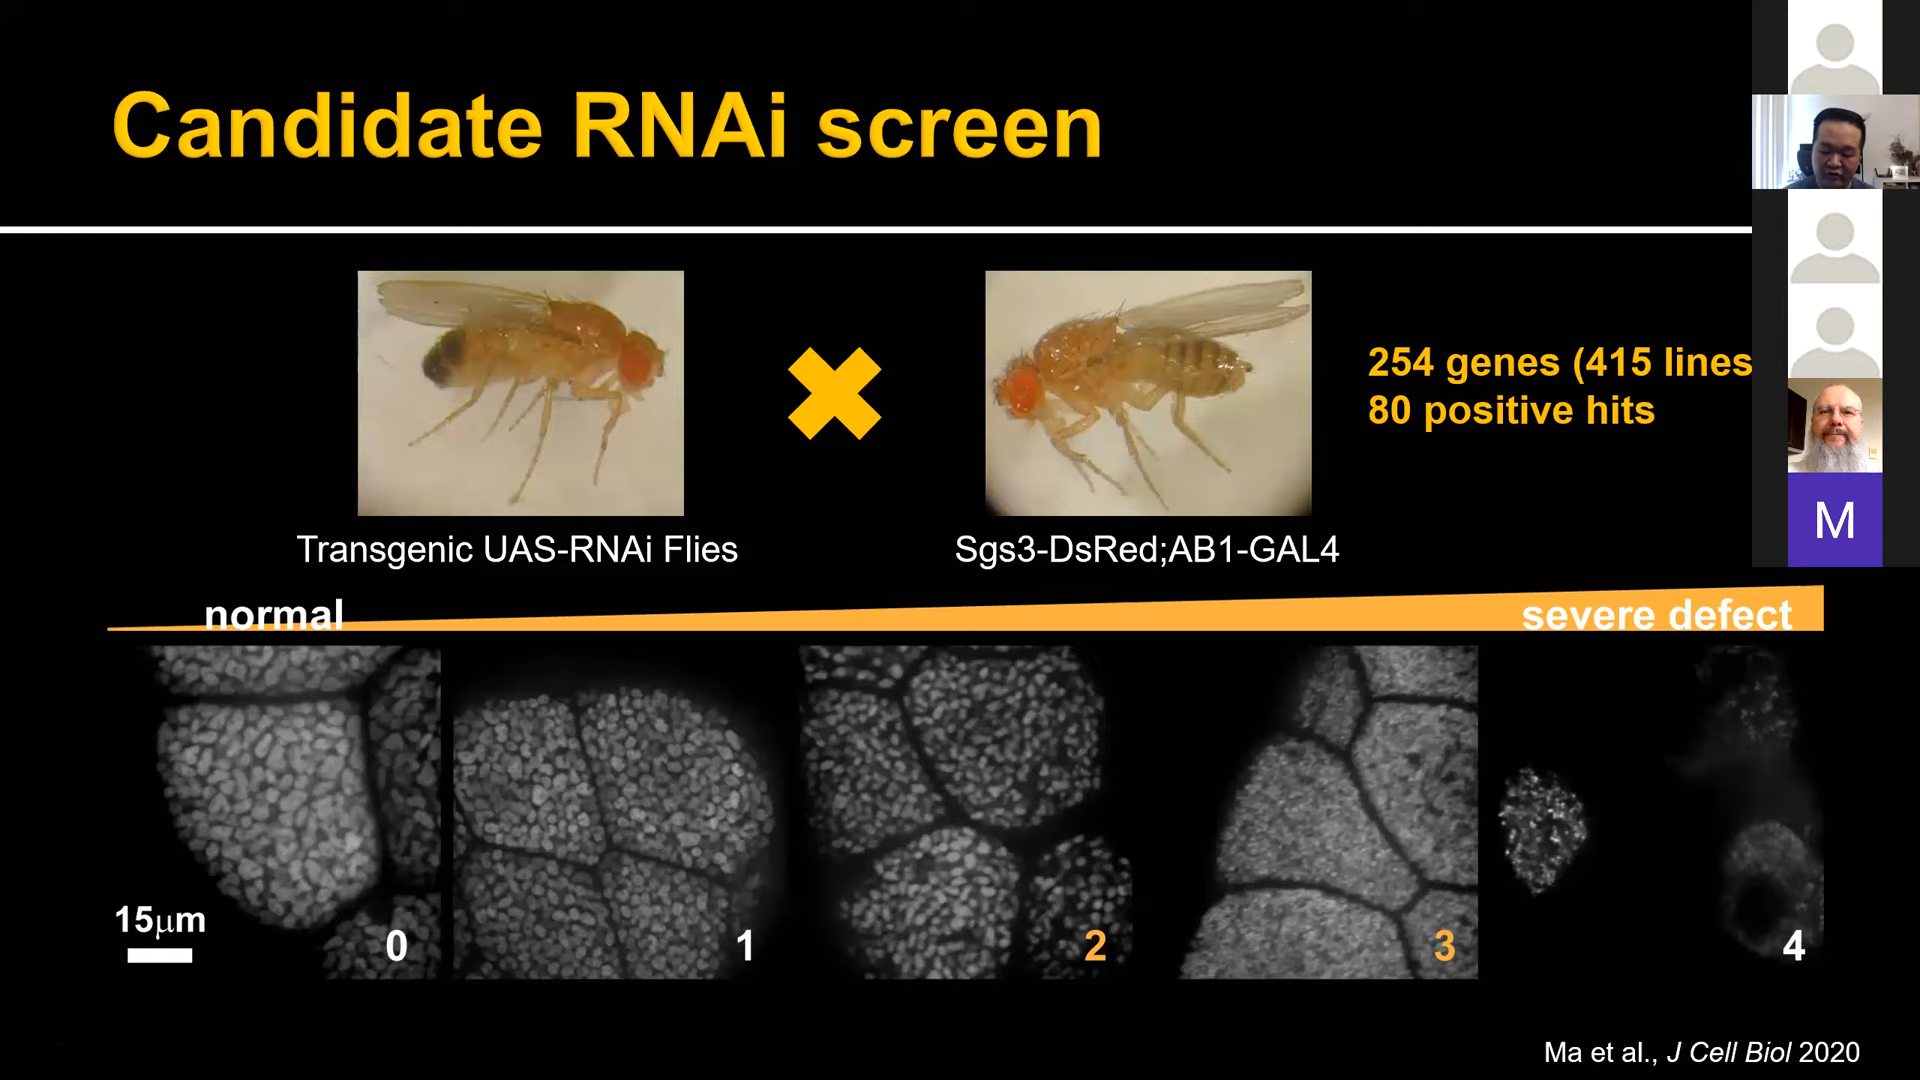 Candidate RNAi screen
254 genes (415 lines
80 positive hits
Transgenic UAS-RNAi Flies
Sgs3-DsRed;AB1-GAL4
M
normal
severe defect
15μm
0
1
2
3
4
Ma et al., J Cell Biol 2020